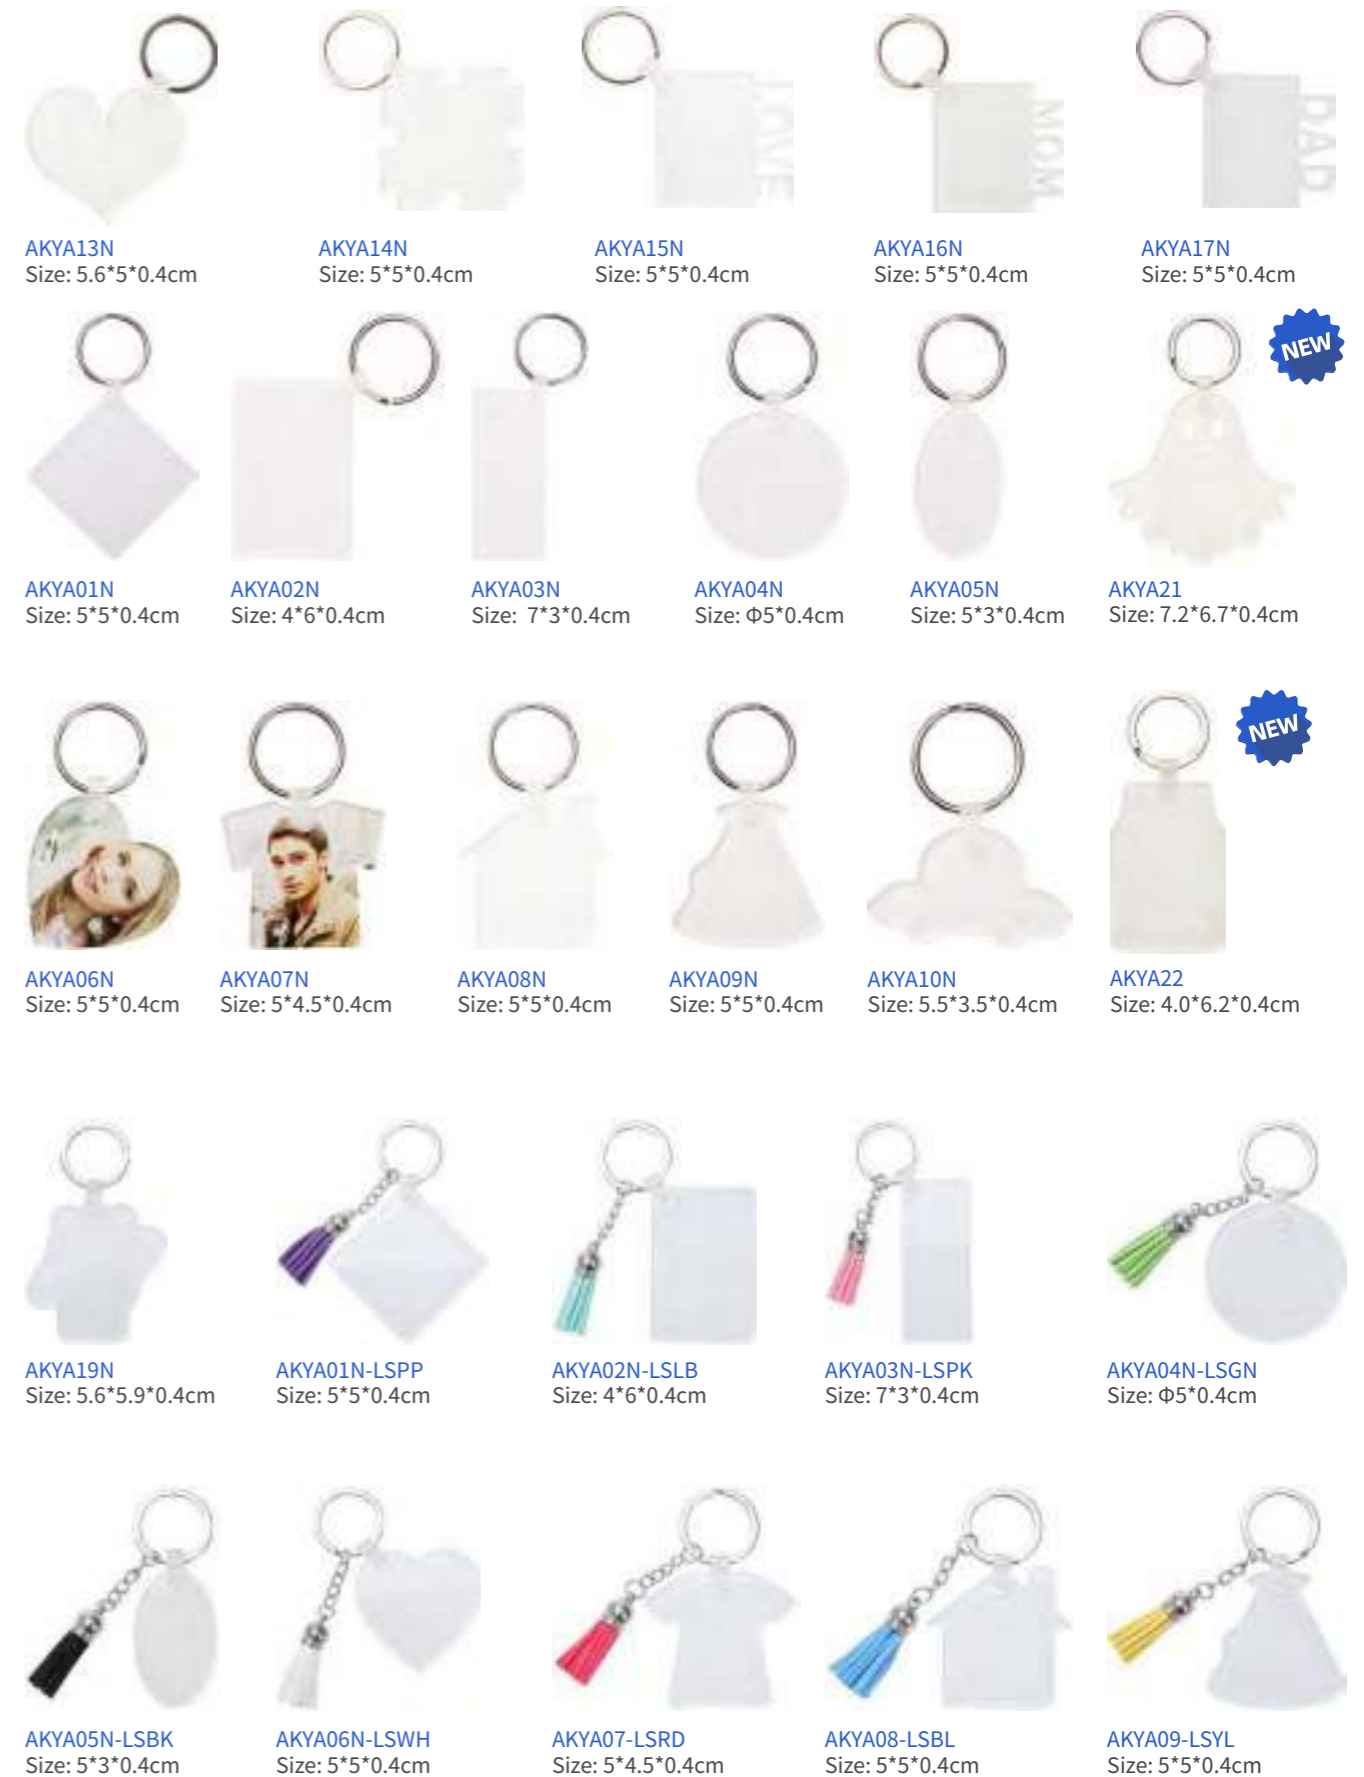 LOVE
MOM
DAD
AKYA13N
Size: 5.6*5*0.4cm
AKYA14N
Size: 5*5*0.4cm
AKYA15N
Size: 5*5*0.4cm
AKYA16N
Size: 5*5*0.4cm
AKYA17N
Size: 5*5*0.4cm
NEW
AKYA01N
Size: 5*5*0.4cm
AKYA02N
Size: 4*6*0.4cm
AKYA03N
Size: 7*3*0.4cm
AKYA04N
Size: Φ5*0.4cm
AKYA05N
Size: 5*3*0.4cm
AKYA21
Size: 7.2*6.7*0.4cm
NEW
AKYA06N
Size: 5*5*0.4cm
AKYA07N
Size: 5*4.5*0.4cm
AKYA08N
Size: 5*5*0.4cm
AKYA09N
Size: 5*5*0.4cm
AKYA10N
Size: 5.5*3.5*0.4cm
AKYA22
Size: 4.0*6.2*0.4cm
AKYA19N
Size: 5.6*5.9*0.4cm
AKYA01N-LSPP
Size: 5*5*0.4cm
AKYA02N-LSLB
Size: 4*6*0.4cm
AKYA03N-LSPK
Size: 7*3*0.4cm
AKYA04N-LSGN
Size: Φ5*0.4cm
AKYA05N-LSBK
Size: 5*3*0.4cm
AKYA06N-LSWH
Size: 5*5*0.4cm
AKYA07-LSRD
Size: 5*4.5*0.4cm
AKYA08-LSBL
Size: 5*5*0.4cm
AKYA09-LSYL
Size: 5*5*0.4cm